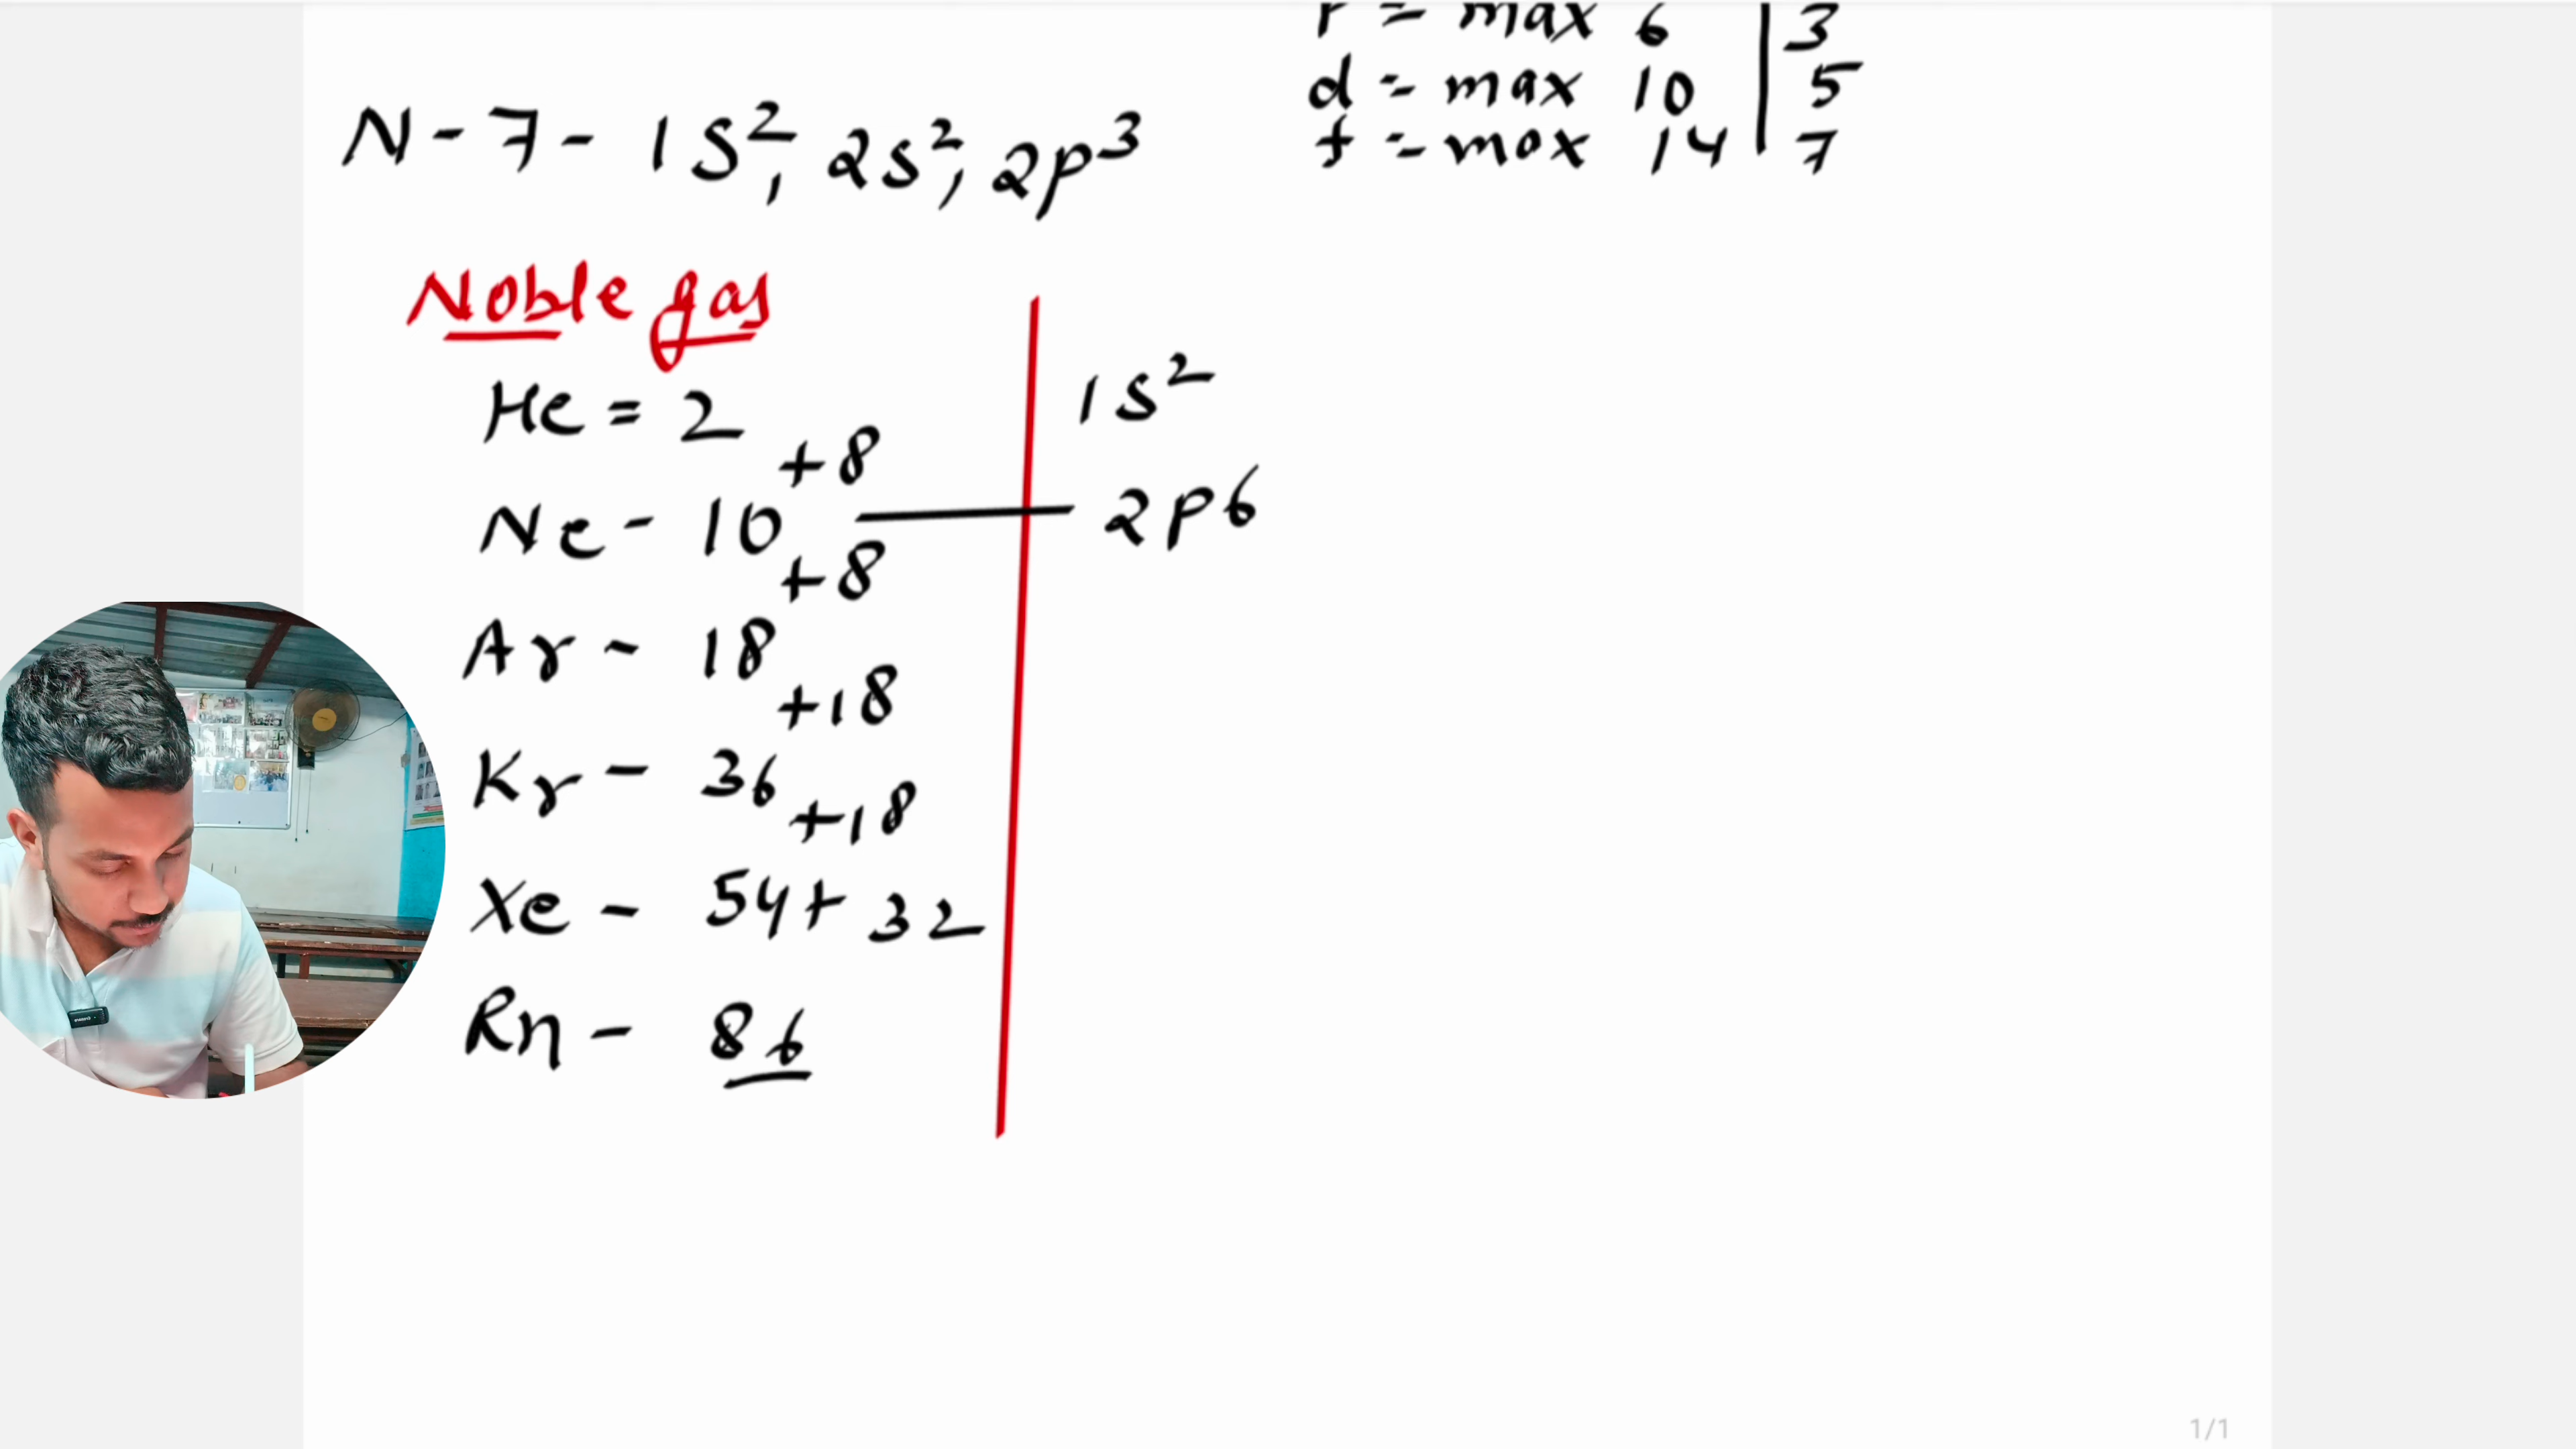 p = max 6 | 3
d = max 10 | 5
f = max 14 | 7
N - 7 - 1s², 2s², 2p³
Noble gas
He = 2
1s²
+8
Ne - 10
2p6
+8
Ar - 18
+18
Kr - 36
+18
Xe - 54 + 32
Rn - 86
1/1